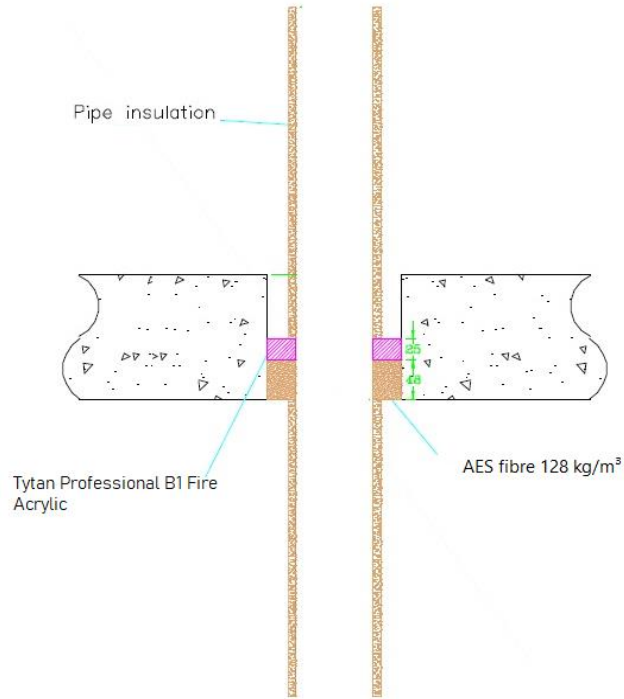 Pipe insulation
25
48
Tytan Professional B1 Fire
Acrylic
AES fibre 128 kg/m³